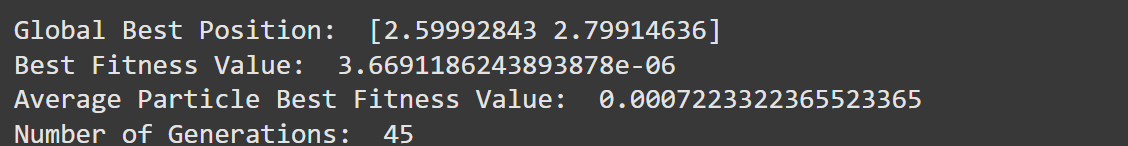 Global Best Position:  [2.59992843 2.79914636]
Best Fitness Value:  3.6691186243893878e-06
Average Particle Best Fitness Value:  0.0007223322365523365
Number of Generations:  45